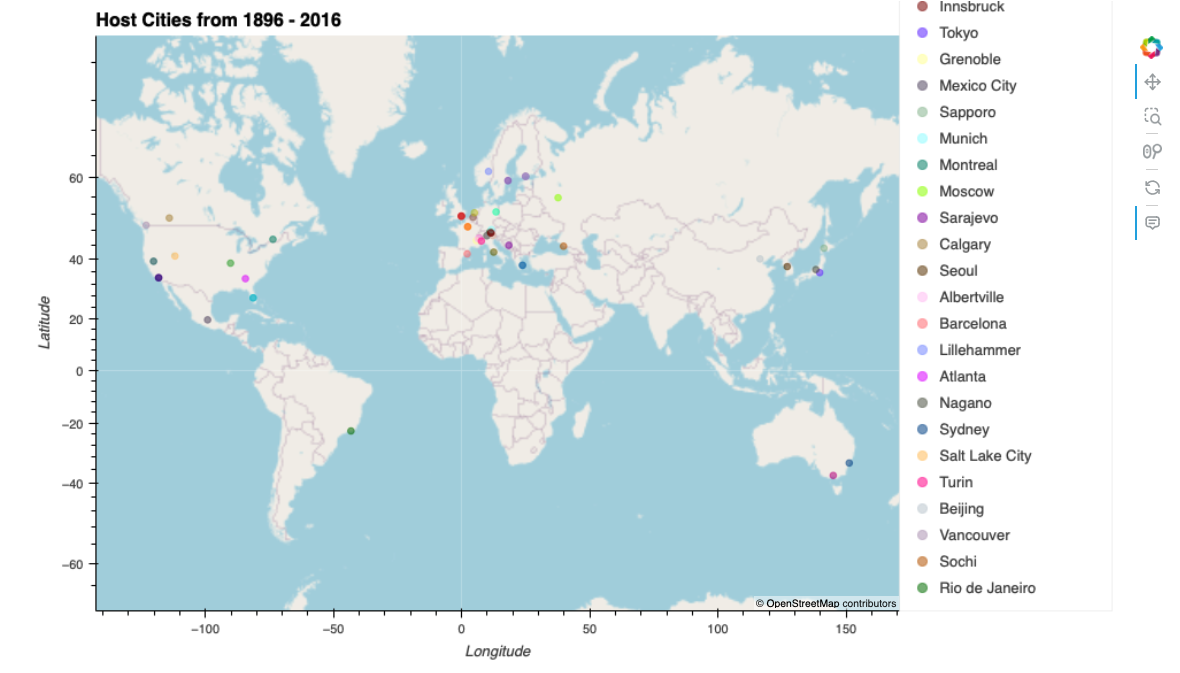 Host Cities from 1896 - 2016
Innsbruck
Tokyo
Grenoble
Mexico City
Sapporo
Munich
Montreal
Moscow
Sarajevo
Calgary
Seoul
Albertville
Barcelona
Lillehammer
Atlanta
Nagano
Sydney
Salt Lake City
Turin
Beijing
Vancouver
Sochi
Rio de Janeiro
60
40
20
0
−20
−40
−60
Latitude
© OpenStreetMap contributors
−100
−50
0
50
100
150
Longitude